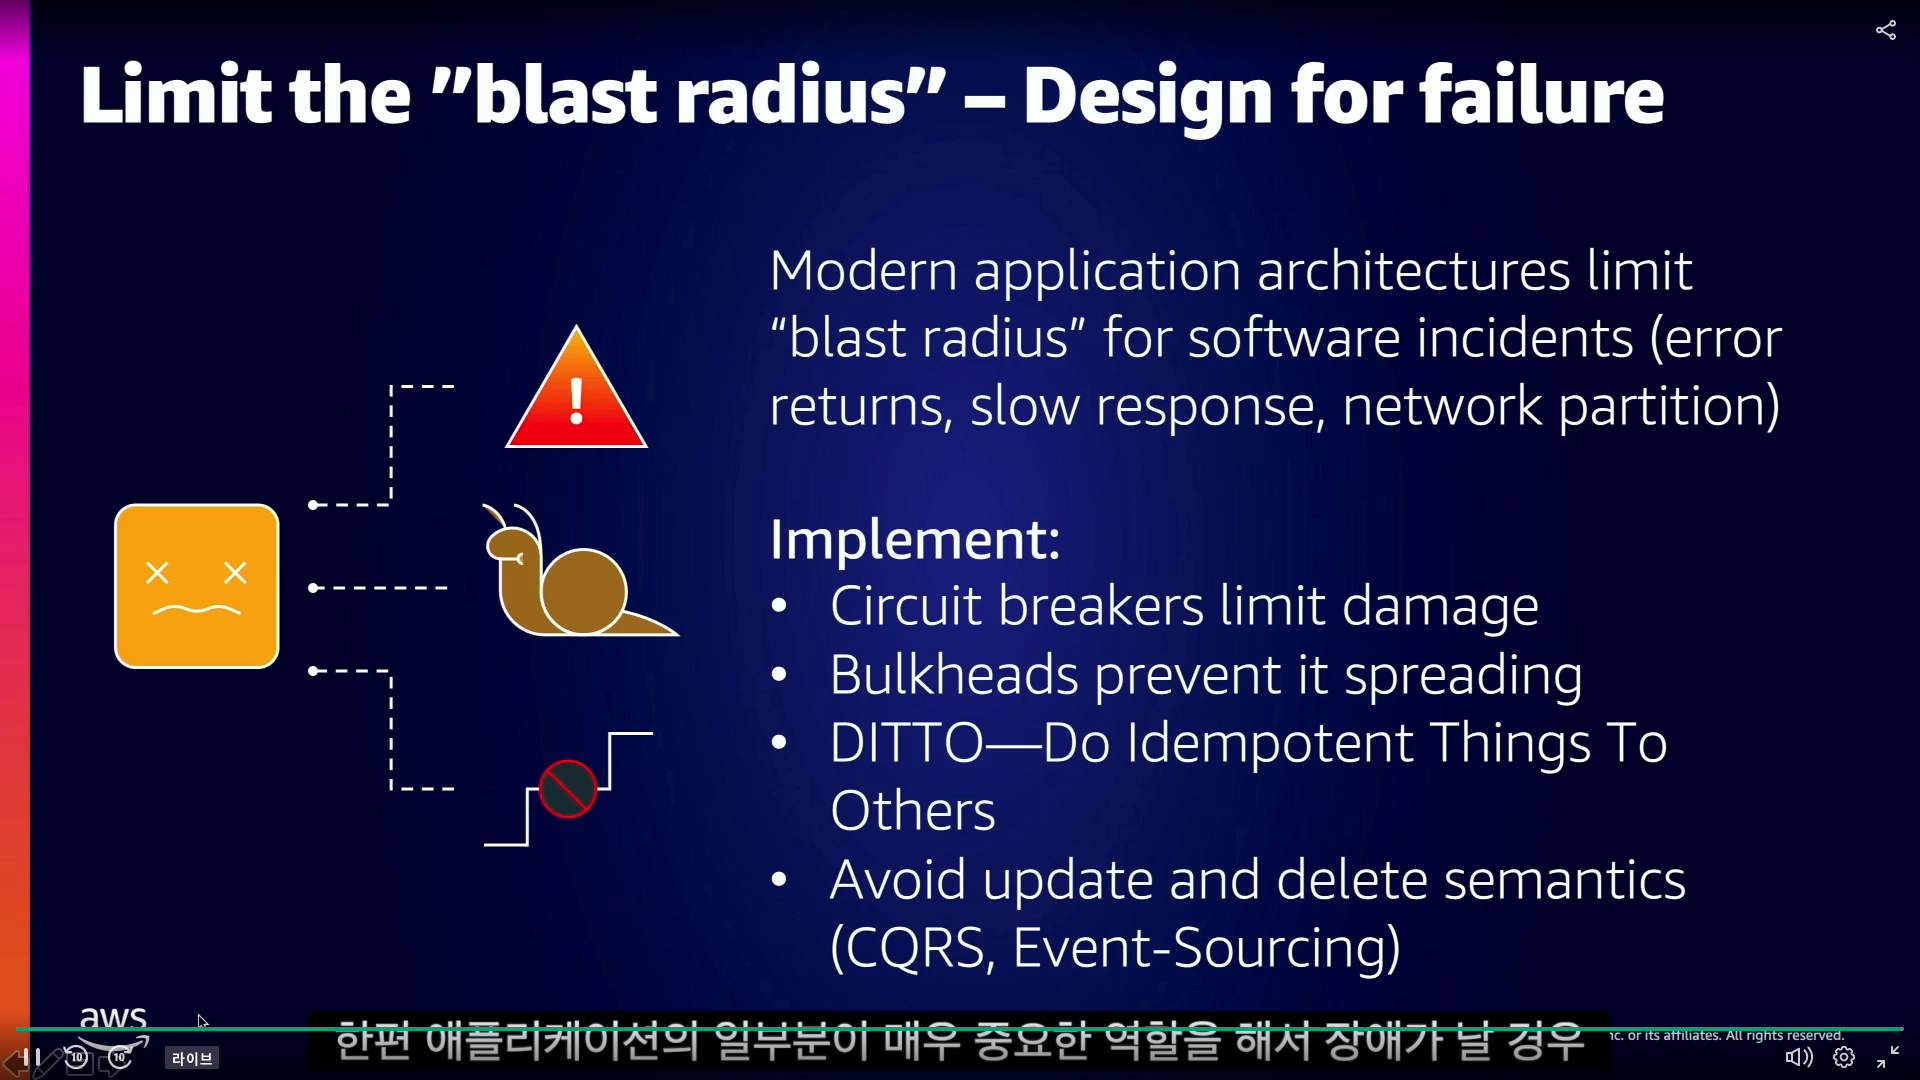 Limit the ”blast radius” – Design for failure
Modern application architectures limit
“blast radius” for software incidents (error
returns, slow response, network partition)
!
Implement:
• Circuit breakers limit damage
• Bulkheads prevent it spreading
• DITTO—Do Idempotent Things To
Others
• Avoid update and delete semantics
(CQRS, Event-Sourcing)
aws
한편 애플리케이션의 일부분이 매우 중요한 역할을 해서 장애가 날 경우
nc. or its affiliates. All rights reserved.
10
10
라이브